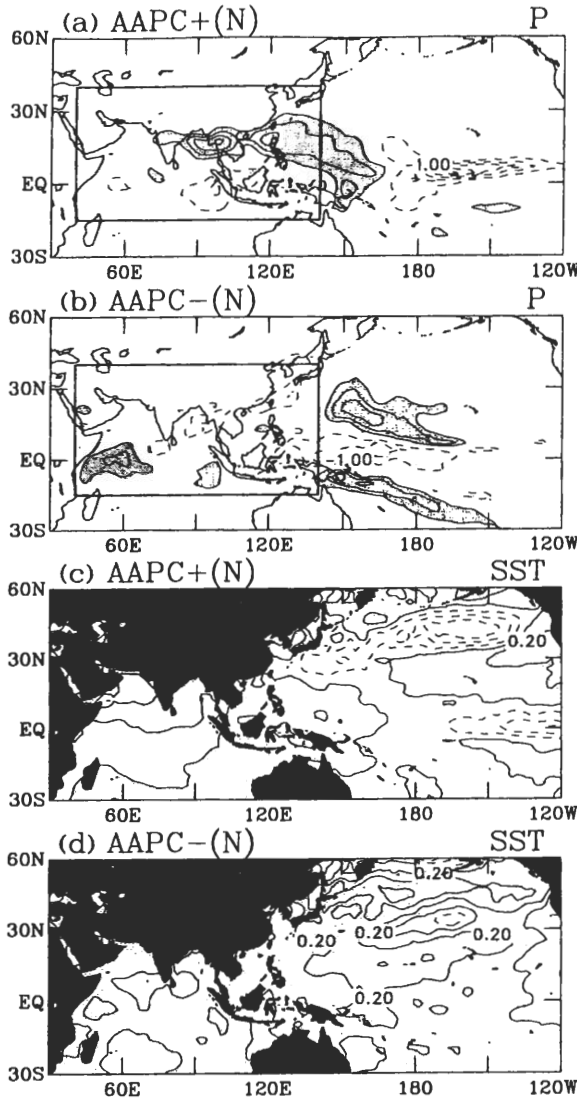 (a) AAPC+(N) P
60N
30N
EQ
30S
1.00
60E 120E 180 120W
(b) AAPC-(N) P
60N
30N
EQ
30S
1.00
60E 120E 180 120W
(c) AAPC+(N) SST
60N
30N
EQ
30S
0.20
60E 120E 180 120W
(d) AAPC-(N) SST
60N
30N
EQ
30S
0.20
0.20 0.20 0.20
0.20
60E 120E 180 120W